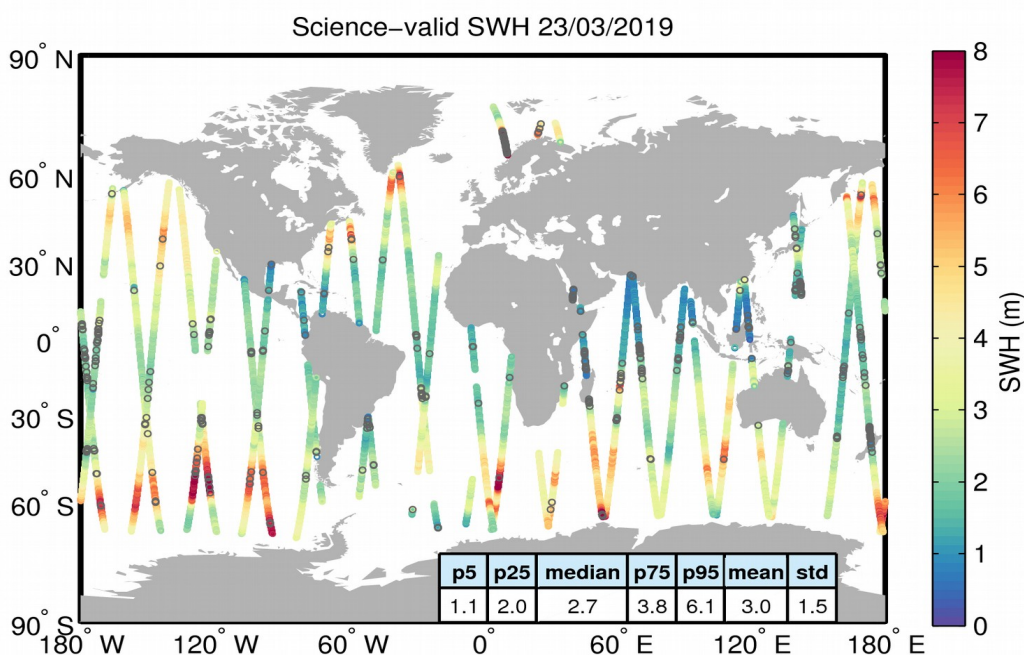 Science-valid SWH 23/03/2019
90° N
60° N
30° N
0°
30° S
60° S
90° S
180° W
120° W
60° W
0°
60° E
120° E
180° E
8
7
6
5
4
3
2
1
0
SWH (m)
p5 p25 median p75 p95 mean std
1.1 2.0 2.7 3.8 6.1 3.0 1.5